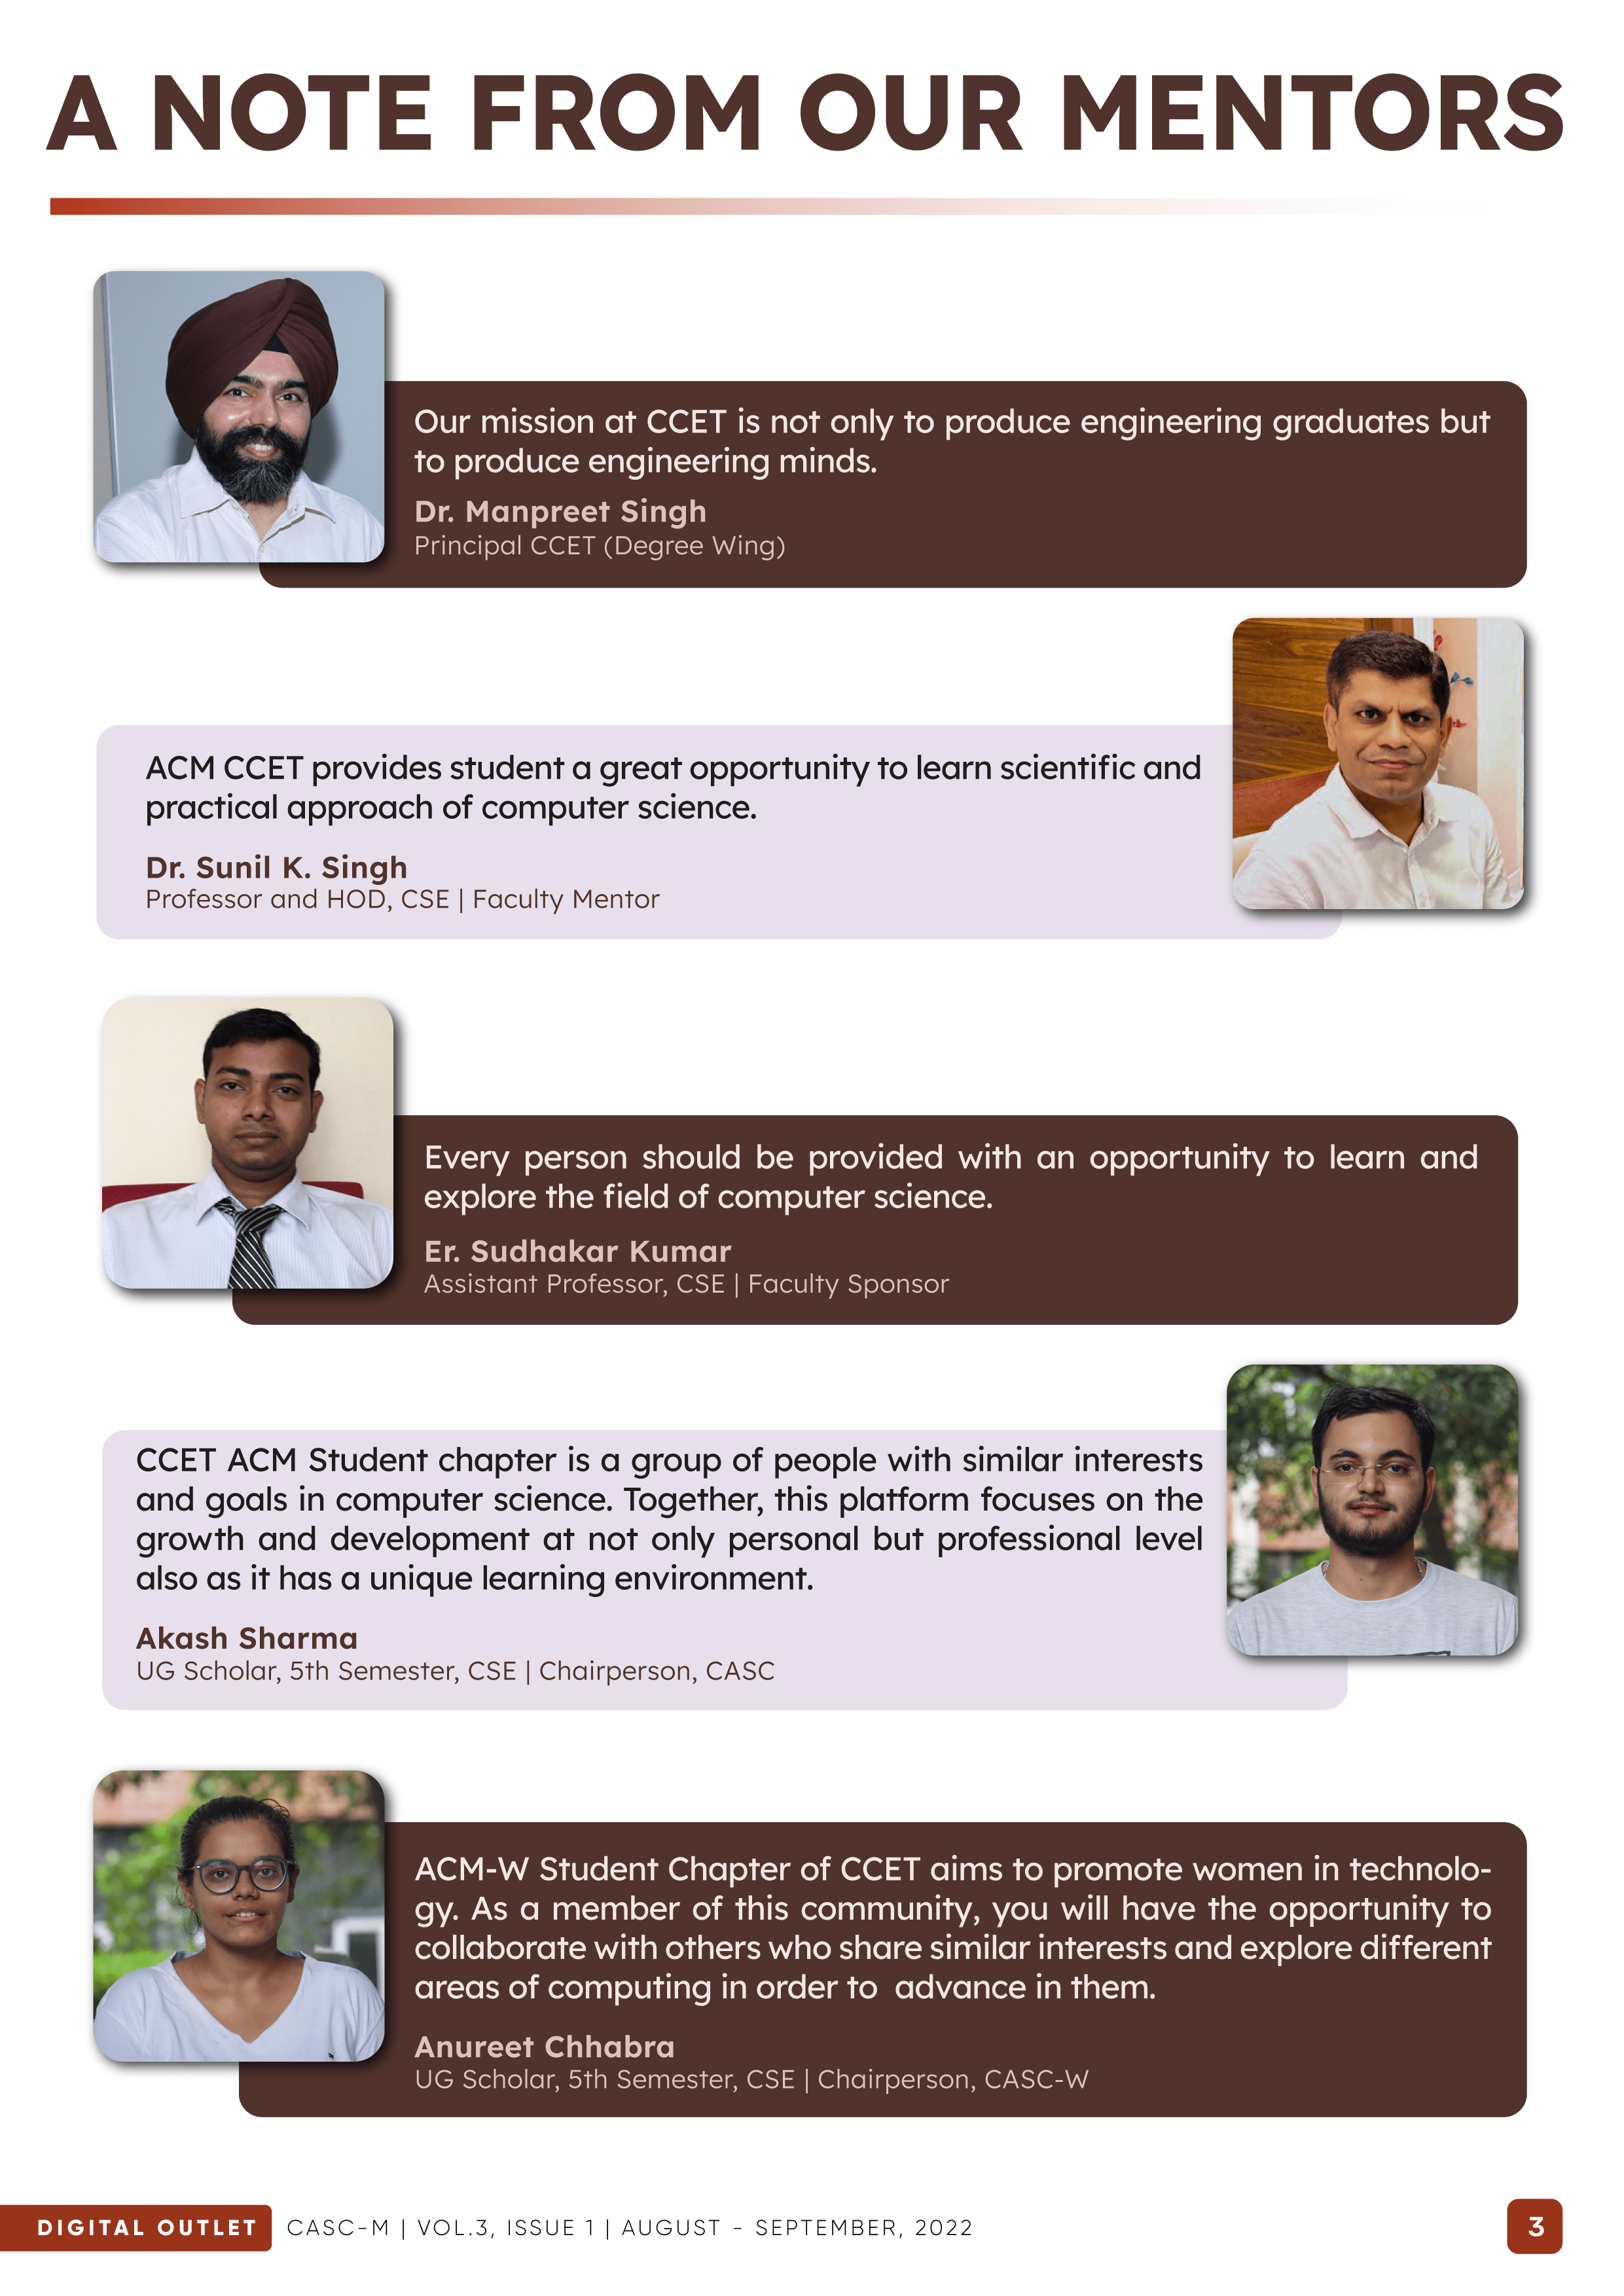 A NOTE FROM OUR MENTORS
Our mission at CCET is not only to produce engineering graduates but
to produce engineering minds.
Dr. Manpreet Singh
Principal CCET (Degree Wing)
ACM CCET provides student a great opportunity to learn scientific and
practical approach of computer science.
Dr. Sunil K. Singh
Professor and HOD, CSE | Faculty Mentor
Every person should be provided with an opportunity to learn and
explore the field of computer science.
Er. Sudhakar Kumar
Assistant Professor, CSE | Faculty Sponsor
CCET ACM Student chapter is a group of people with similar interests
and goals in computer science. Together, this platform focuses on the
growth and development at not only personal but professional level
also as it has a unique learning environment.
Akash Sharma
UG Scholar, 5th Semester, CSE | Chairperson, CASC
ACM-W Student Chapter of CCET aims to promote women in technolo-
gy. As a member of this community, you will have the opportunity to
collaborate with others who share similar interests and explore different
areas of computing in order to  advance in them.
Anureet Chhabra
UG Scholar, 5th Semester, CSE | Chairperson, CASC-W
DIGITAL OUTLET CASC-M | VOL.3, ISSUE 1 | AUGUST - SEPTEMBER, 2022 3